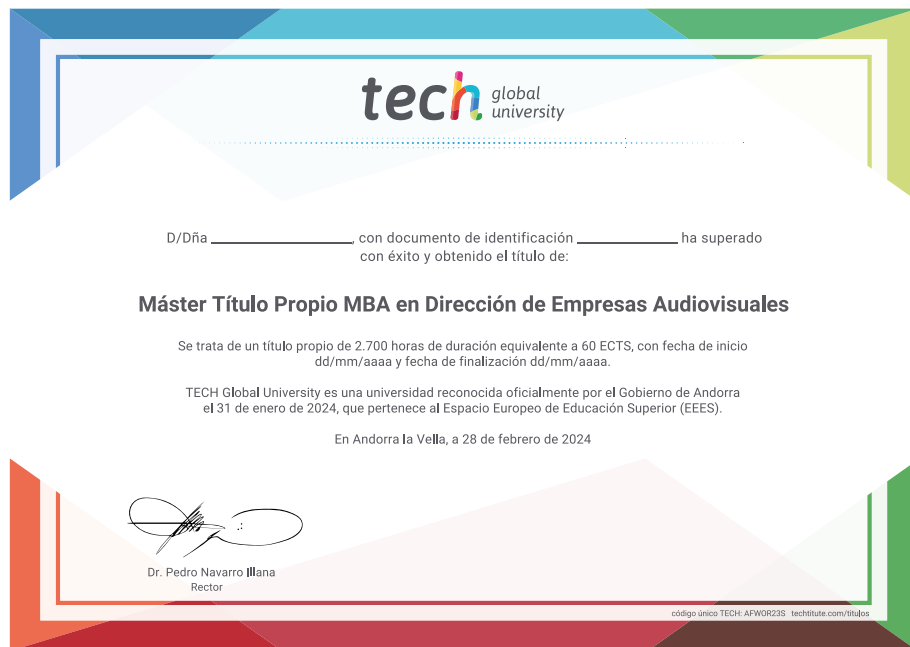 tech global university
D/Dña ______________, con documento de identificación ______________ ha superado
con éxito y obtenido el título de:
Máster Título Propio MBA en Dirección de Empresas Audiovisuales
Se trata de un título propio de 2.700 horas de duración equivalente a 60 ECTS, con fecha de inicio
dd/mm/aaaa y fecha de finalización dd/mm/aaaa.
TECH Global University es una universidad reconocida oficialmente por el Gobierno de Andorra
el 31 de enero de 2024, que pertenece al Espacio Europeo de Educación Superior (EEES).
En Andorra la Vella, a 28 de febrero de 2024
Dr. Pedro Navarro Illana
Rector
código único TECH: AFWOR23S techtitute.com/titulos